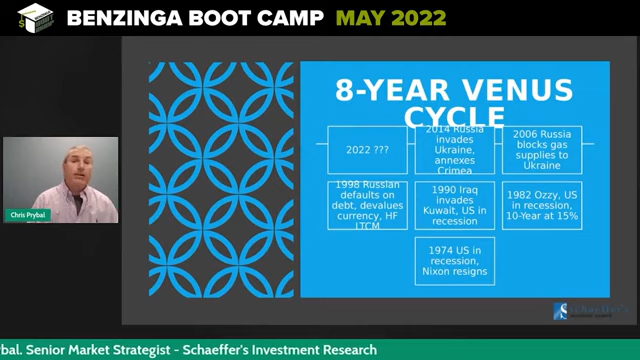 BENZINGA BOOT CAMP MAY 2022
8-YEAR VENUS
CYCLE
2022 ???
2014 Russia
invades
Ukraine,
annexes
Crimea
2006 Russia
blocks gas
supplies to
Ukraine
1998 Russian
defaults on
debt, devalues
currency, HF
LTCM
1990 Iraq
invades
Kuwait, US in
recession
1982 Ozzy, US
in recession,
10-Year at 15%
1974 US in
recession,
Nixon resigns
Chris Prybal
Schaeffer's
ybal. Senior Market Strategist - Schaeffer's Investment Research